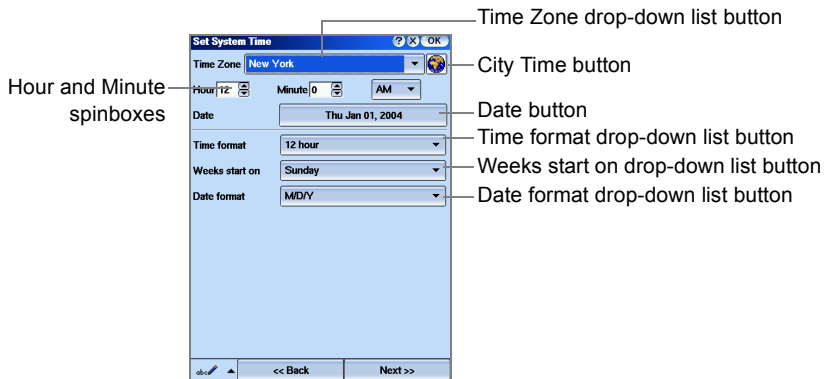 Time Zone drop-down list button
Set System Time ? X OK
Time Zone New York
City Time button
Hour and Minute
spinboxes
Hour 12 Minute 0 AM
Date Thu Jan 01, 2004
Date button
Time format 12 hour
Time format drop-down list button
Weeks start on Sunday
Weeks start on drop-down list button
Date format M/D/Y
Date format drop-down list button
abc << Back Next >>